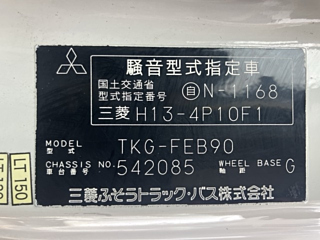 騒音型式指定車
国土交通省
型式指定番号 自 N-1168
三菱 H13-4P10F1
MODEL
型式 TKG-FEB90
CHASSIS NO.
車台番号 542085 WHEEL BASE
軸距 G
三菱ふそうトラック・バス株式会社
LT 150